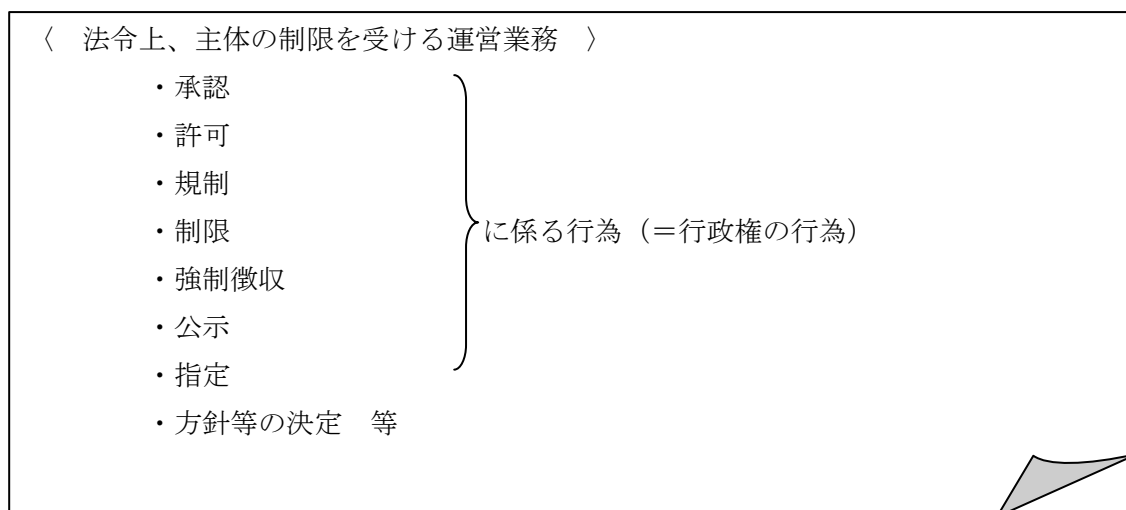 〈　法令上、主体の制限を受ける運営業務　〉
・承認
・許可
・規制
・制限
に係る行為（＝行政権の行為）
・強制徴収
・公示
・指定
・方針等の決定　等